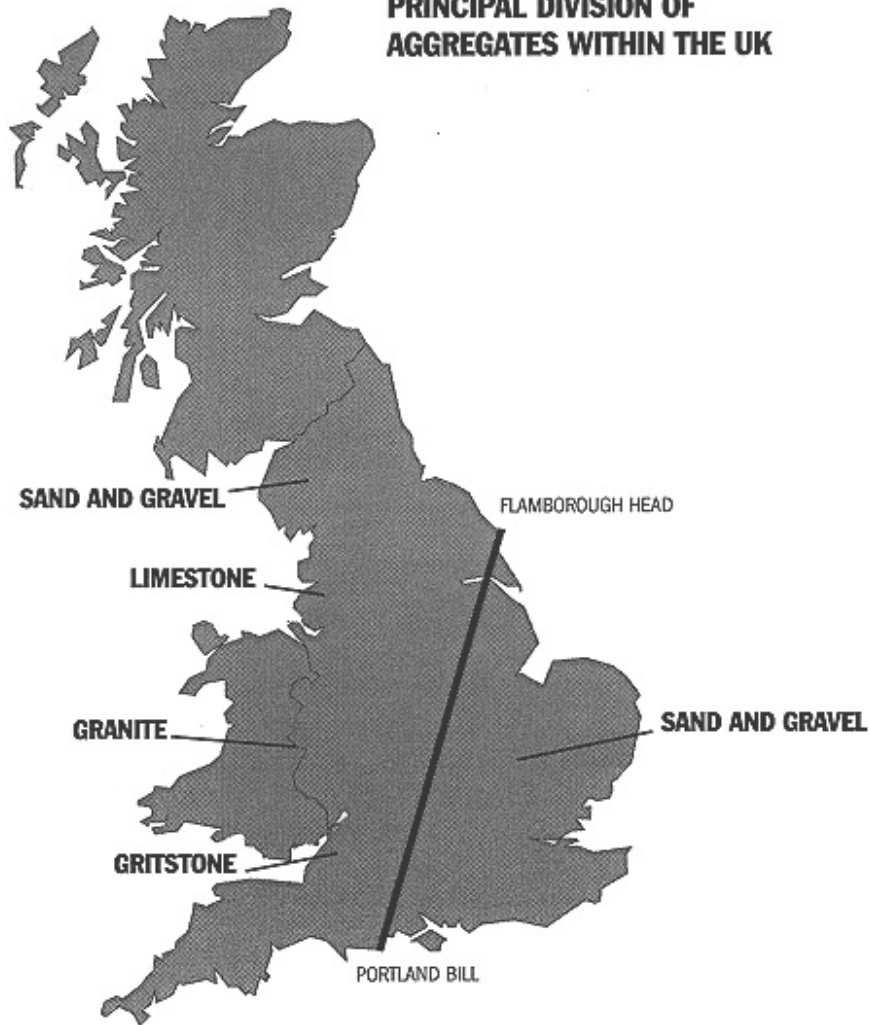 PRINCIPAL DIVISION OF
AGGREGATES WITHIN THE UK
SAND AND GRAVEL
FLAMBOROUGH HEAD
LIMESTONE
GRANITE
SAND AND GRAVEL
GRITSTONE
PORTLAND BILL